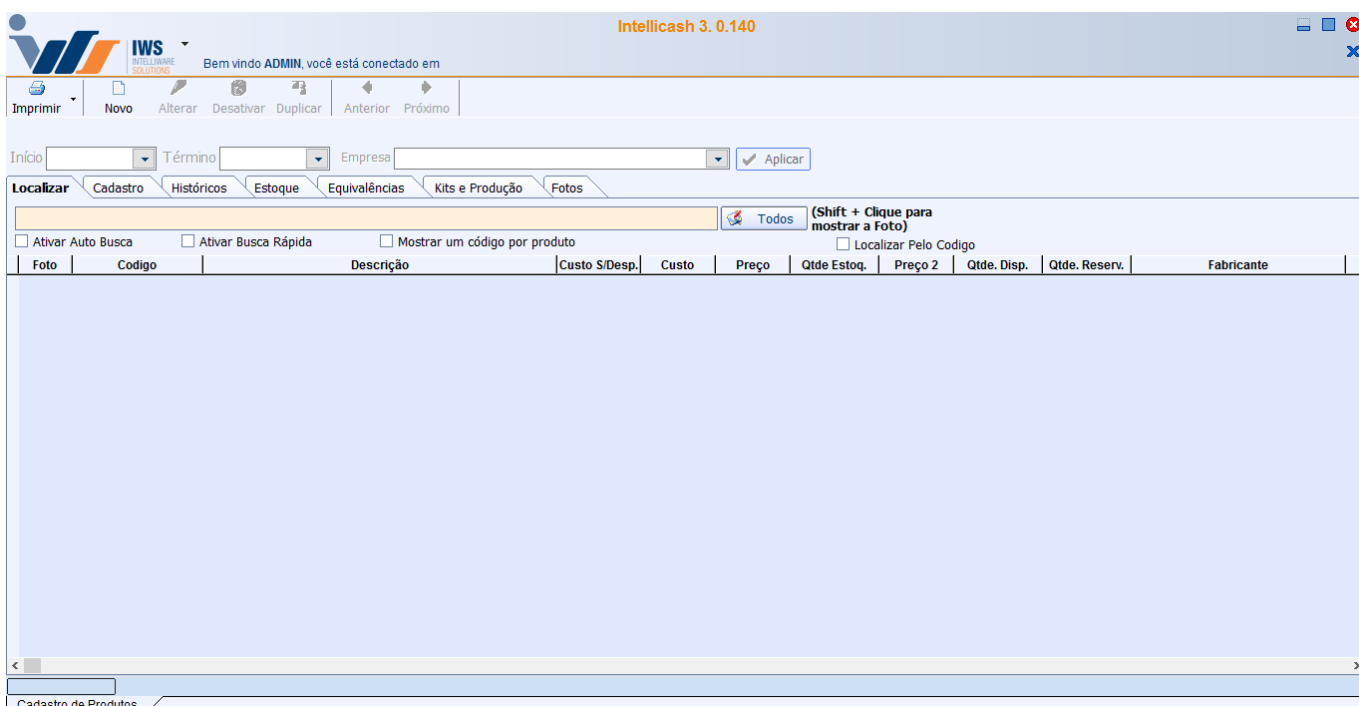 Intellicash 3. 0.140
IWS
INTELLIWARE
SOLUTIONS
Bem vindo ADMIN, você está conectado em
Imprimir Novo Alterar Desativar Duplicar Anterior Próximo
Início Término Empresa Aplicar
Localizar Cadastro Históricos Estoque Equivalências Kits e Produção Fotos
Todos (Shift + Clique para
mostrar a Foto)
Ativar Auto Busca Ativar Busca Rápida Mostrar um código por produto Localizar Pelo Codigo
Foto Codigo Descrição Custo S/Desp. Custo Preço Qtde Estoq. Preço 2 Qtde. Disp. Qtde. Reserv. Fabricante
Cadastro de Produtos